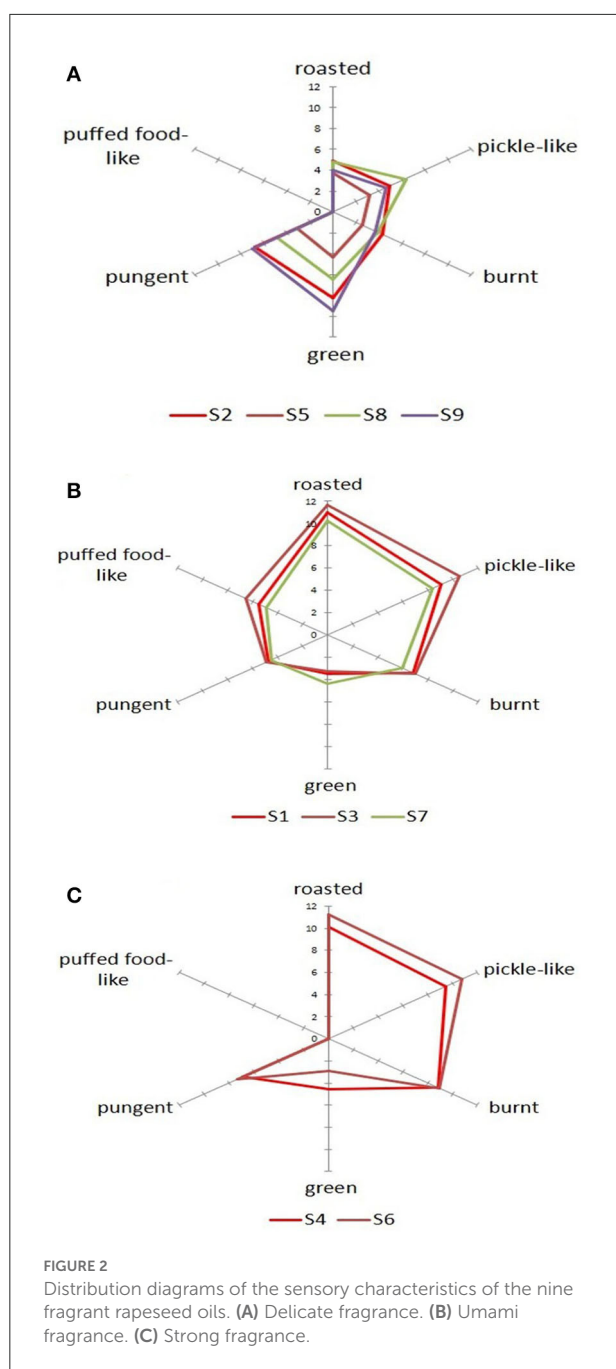 A
roasted
12
10
8
6
4
2
0
puffed food-
like
pickle-like
pungent
burnt
green
S2 S5 S8 S9
B
roasted
12
10
8
6
4
2
0
puffed food-
like
pickle-like
pungent
burnt
green
S1 S3 S7
C
roasted
12
10
8
6
4
2
0
puffed food-
like
pickle-like
pungent
burnt
green
S4 S6
FIGURE 2
Distribution diagrams of the sensory characteristics of the nine
fragrant rapeseed oils. (A) Delicate fragrance. (B) Umami
fragrance. (C) Strong fragrance.